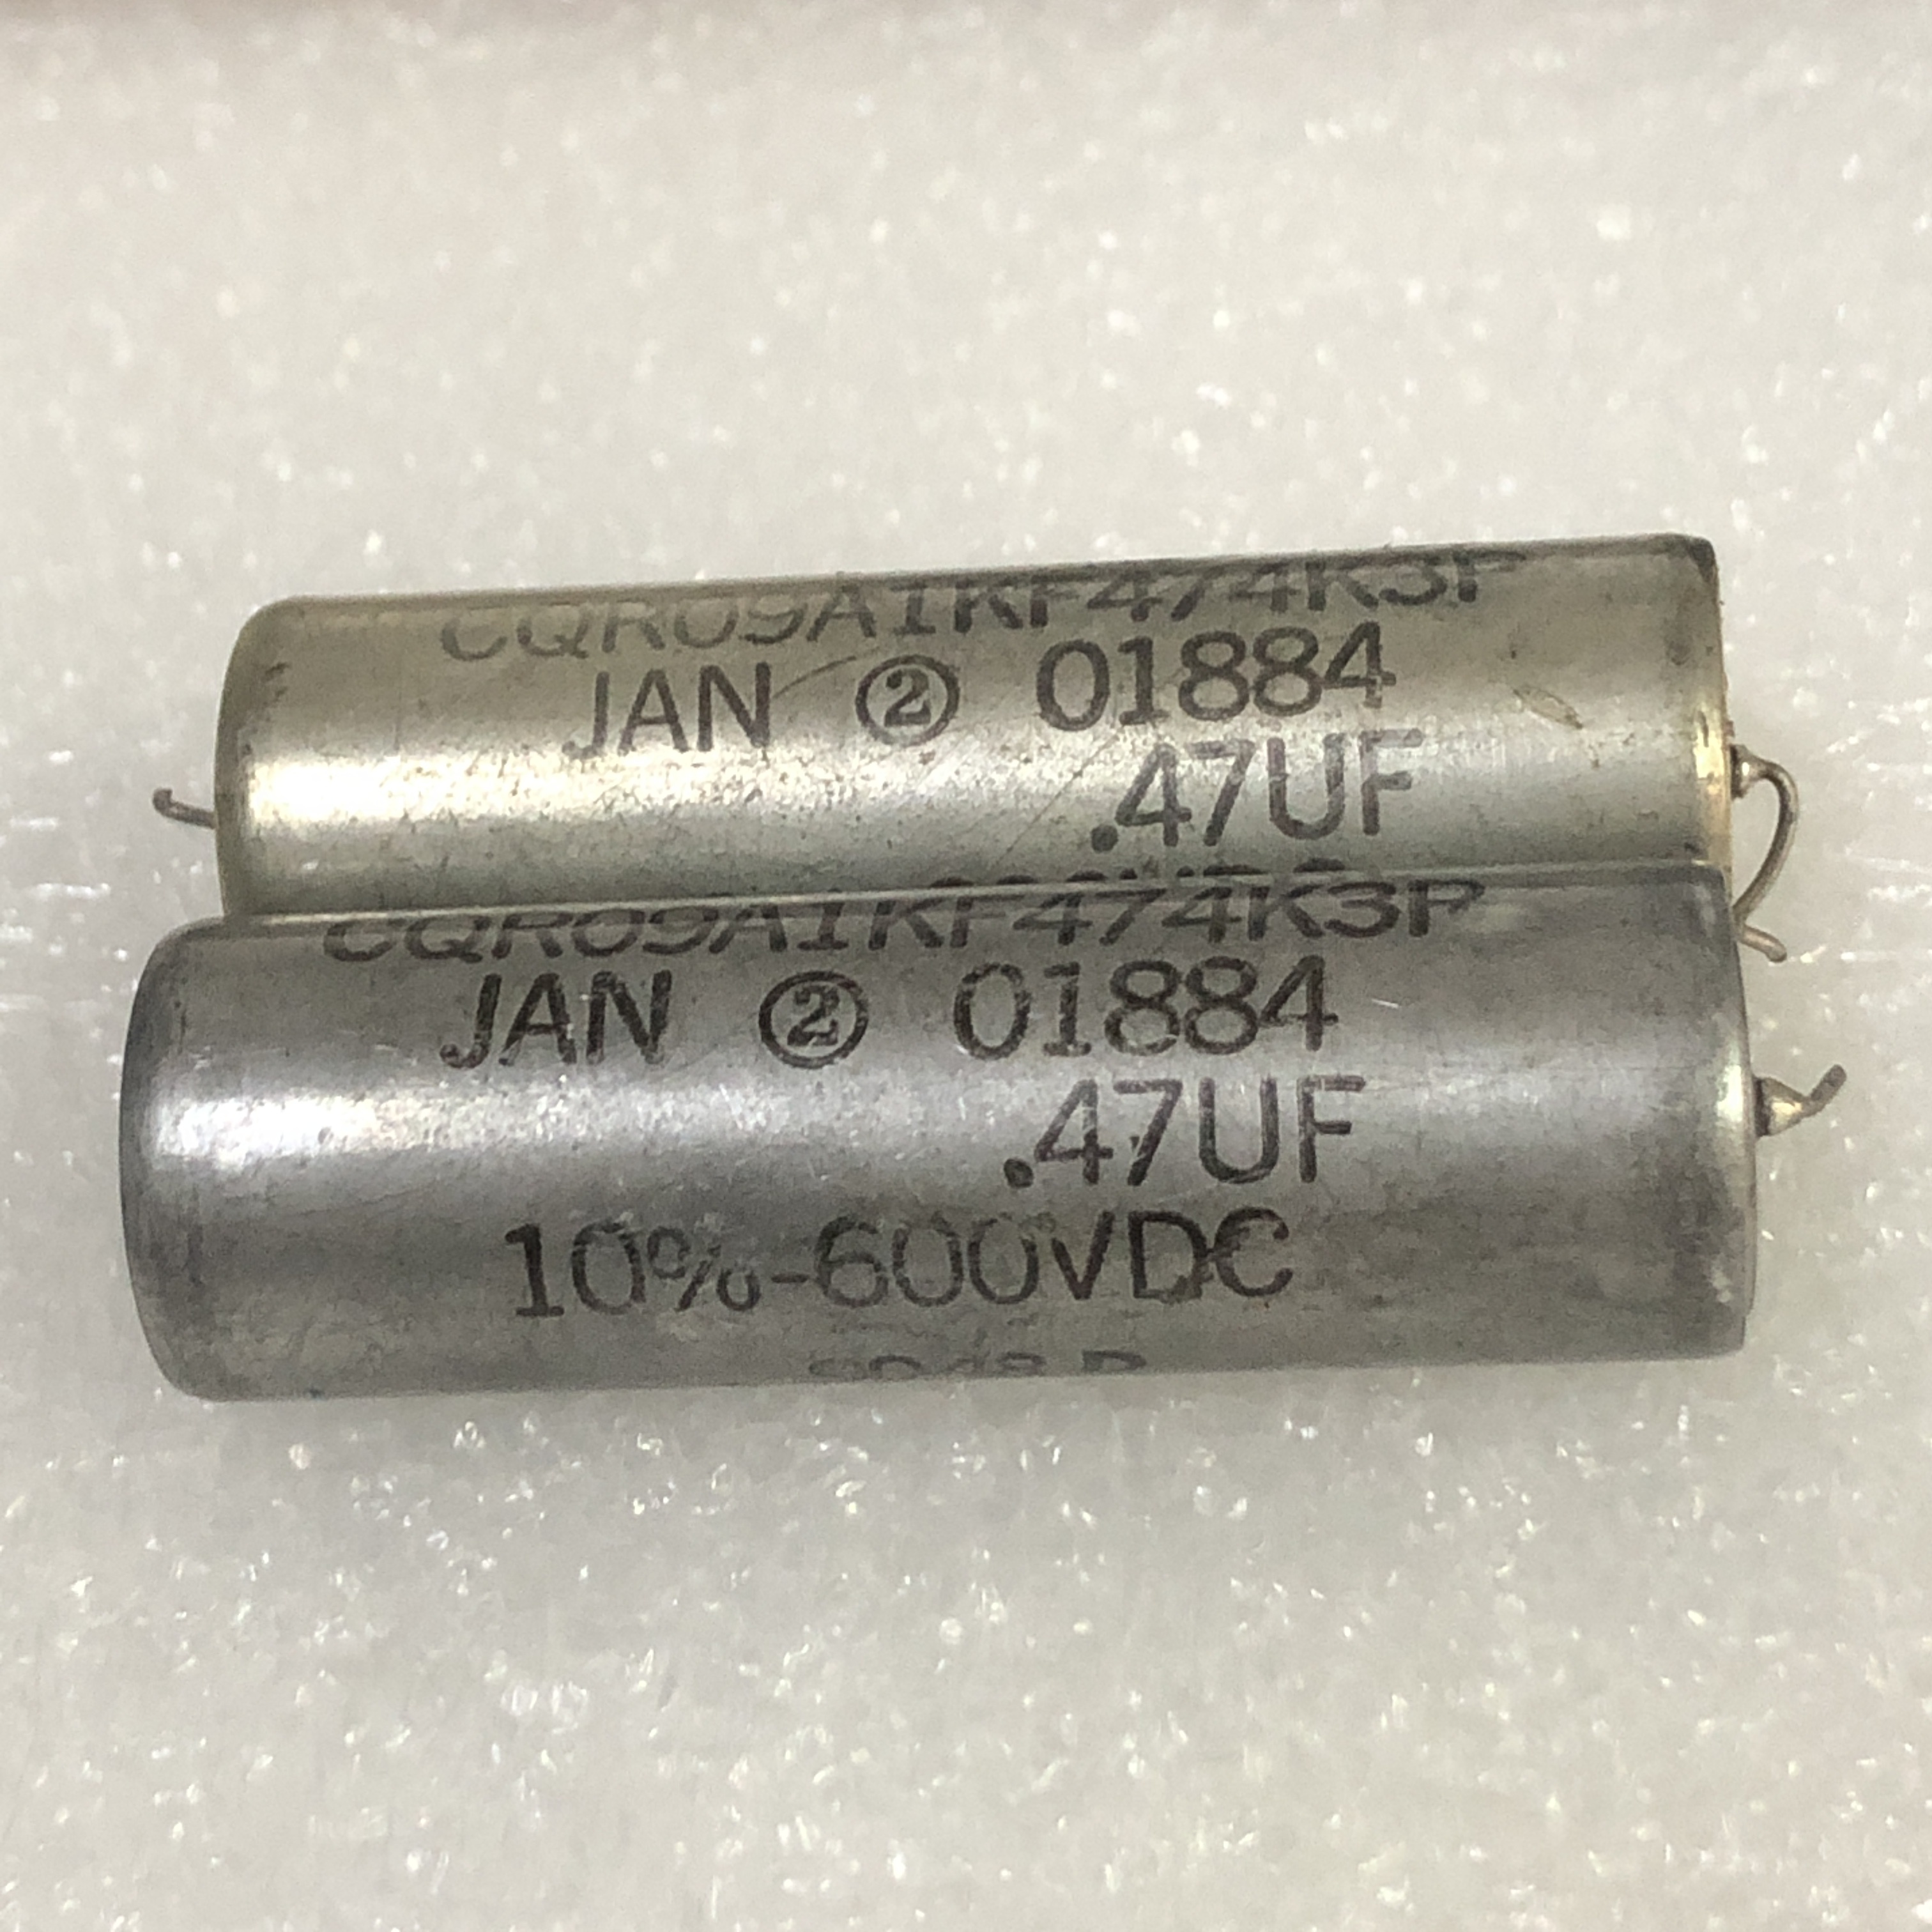 CQR09A1KF474K3P
JAN ② 01884
.47UF
CQR09A1KF474K3P
JAN ② 01884
.47UF
10%-600VDC